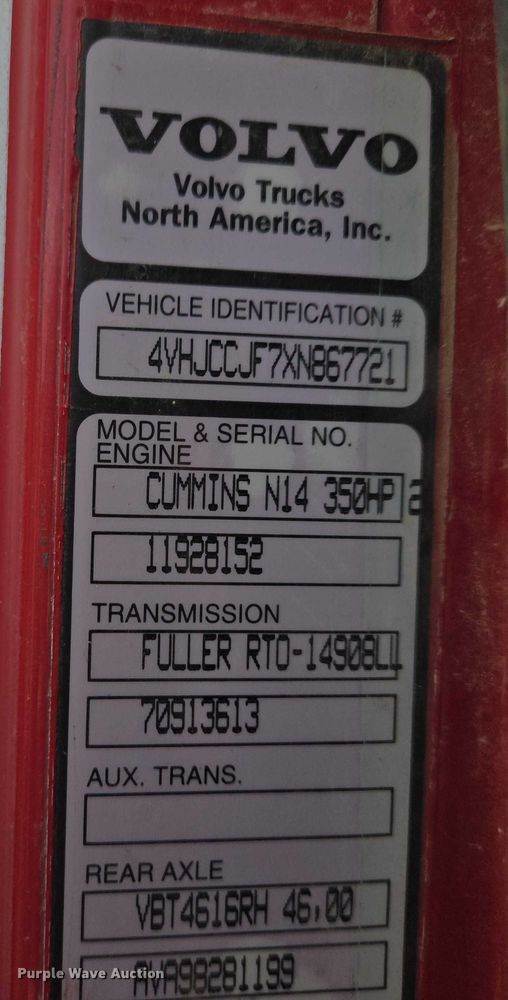 VOLVO
Volvo Trucks
North America, Inc.
VEHICLE IDENTIFICATION #
4VHJCCJF7XN867721
MODEL & SERIAL NO.
ENGINE
CUMMINS N14 350HP 2
11928152
TRANSMISSION
FULLER RTO-14908LL
70913613
AUX. TRANS.
REAR AXLE
VBT4616RH 46,00
AVA98281199
Purple Wave Auction